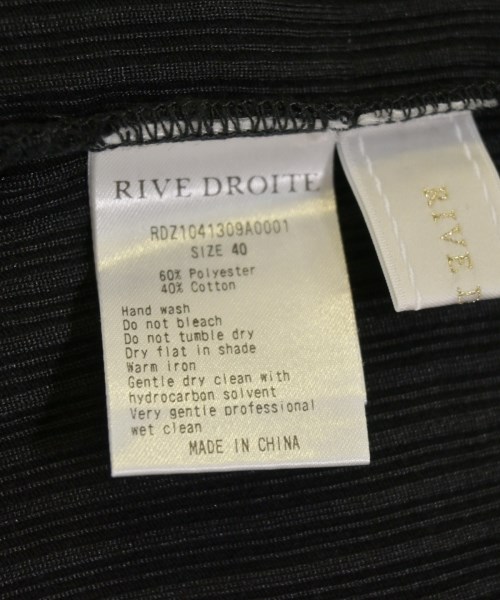 RIVE DROITE
RDZ1041309A0001
SIZE 40
60% Polyester
40% Cotton
Hand wash
Do not bleach
Do not tumble dry
Dry flat in shade
Warm iron
Gentle dry clean with
hydrocarbon solvent
Very gentle professional
wet clean
MADE IN CHINA
RIVE